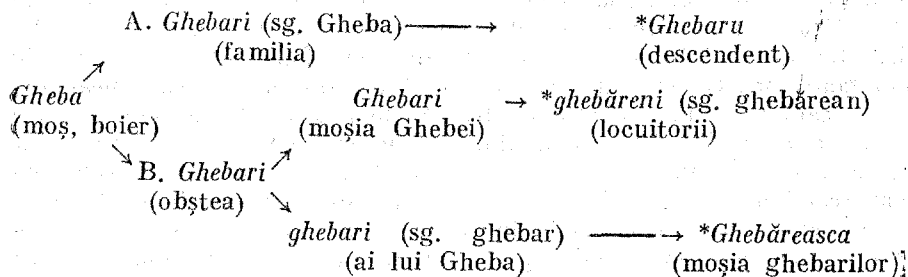 A. Ghebari (sg. Gheba) ——→ *Ghebaru
(familia) (descendent)
↗
Gheba Ghebari → *ghebăreni (sg. ghebărean)
(moș, boier) (moșia Ghebei) (locuitorii)
↘ ↗
B. Ghebari
(obștea) ↘
ghebari (sg. ghebar) ——→ *Ghebăreasca
(ai lui Gheba) (moșia ghebarilor)]